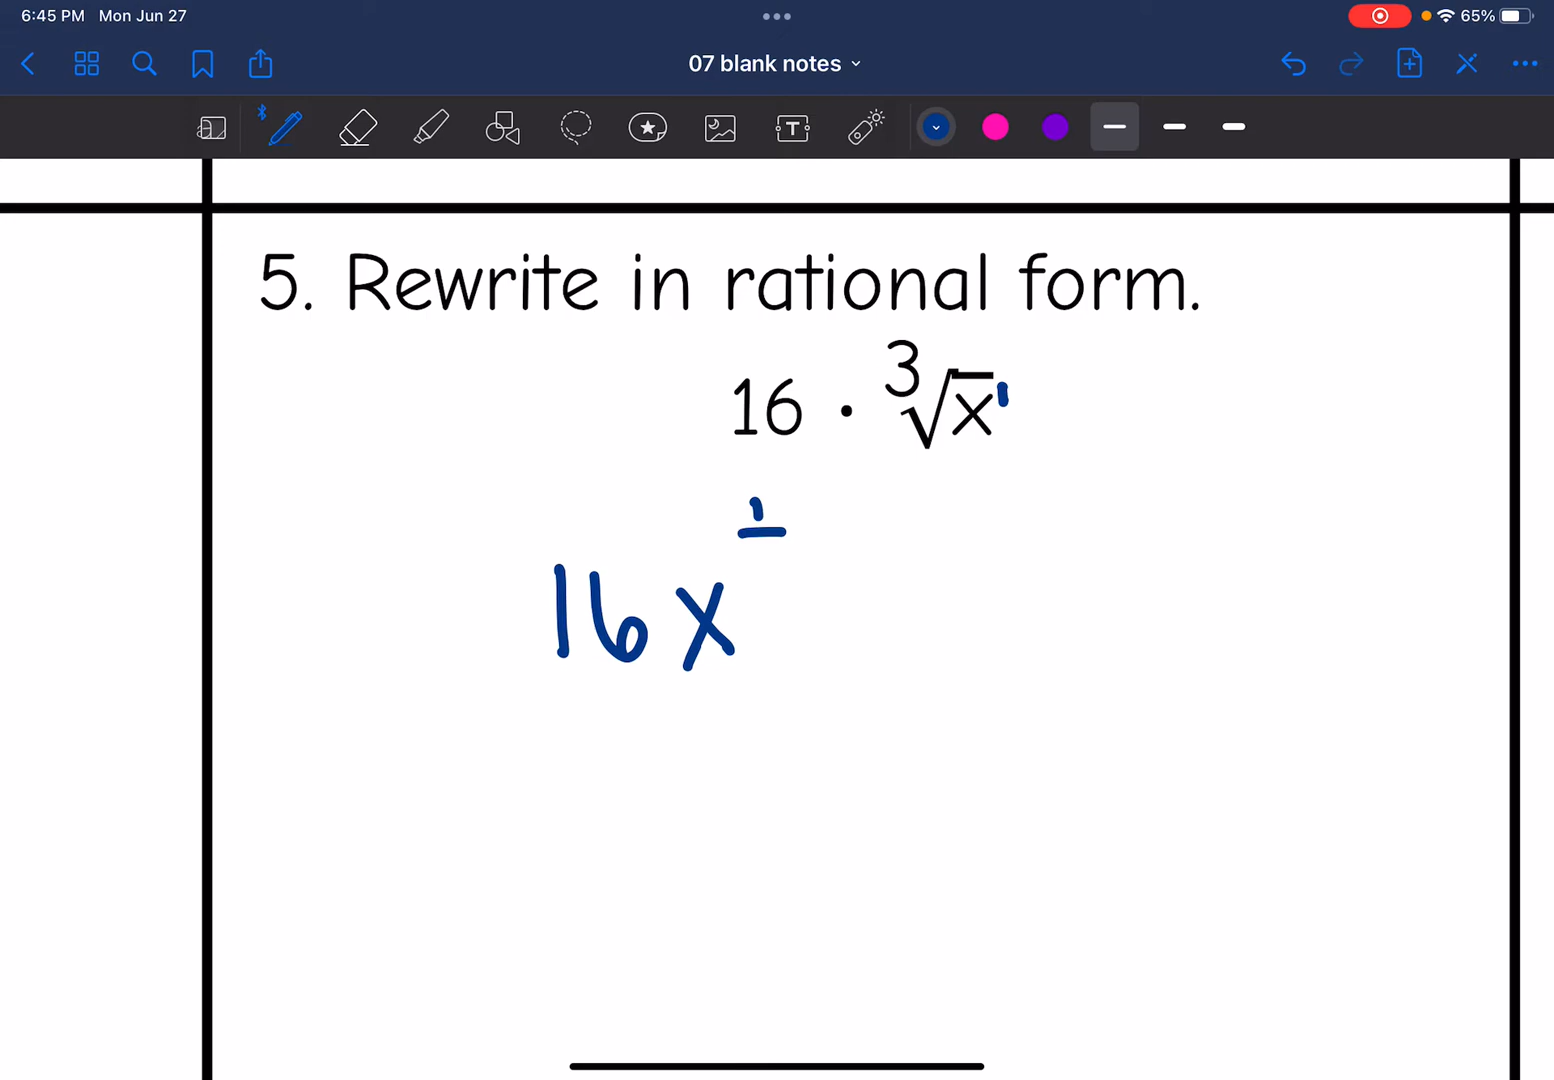 6:45 PM Mon Jun 27
65%
07 blank notes
T
5. Rewrite in rational form.
16 · ³√x¹
16x 1/